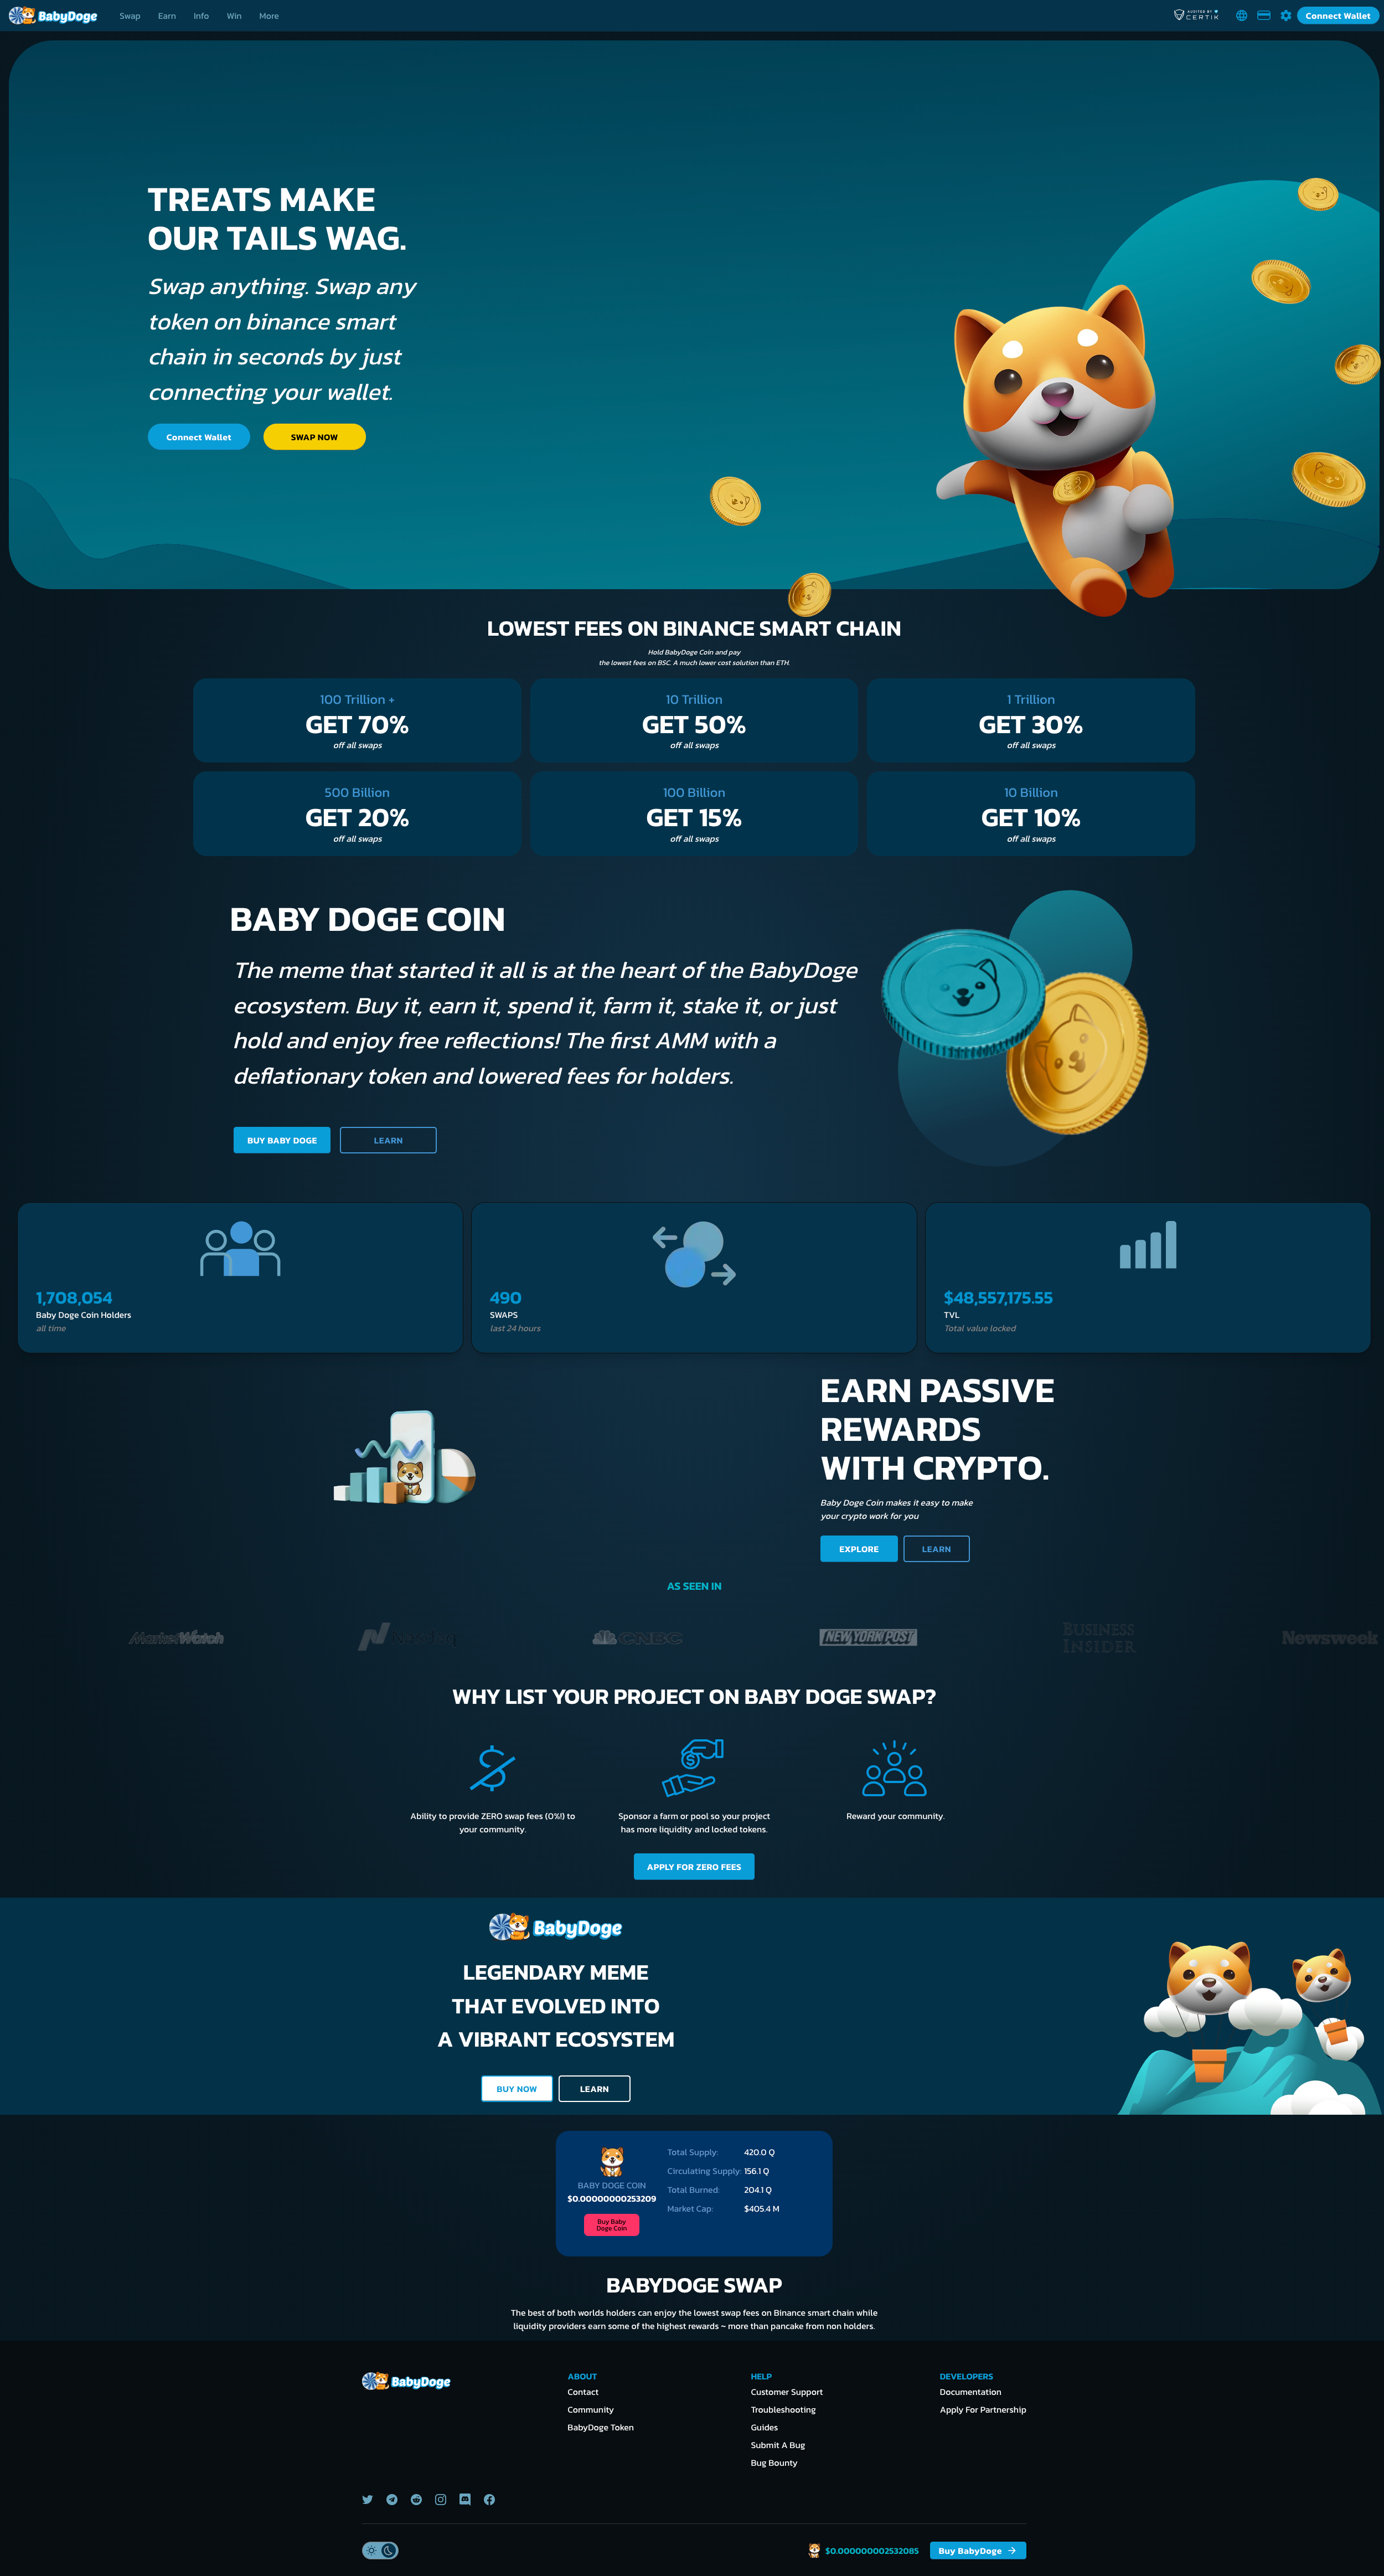 BabyDoge
Swap Earn Info Win More
AUDITED BY
CERTIK
Connect Wallet
TREATS MAKE
OUR TAILS WAG.
Swap anything. Swap any
token on binance smart
chain in seconds by just
connecting your wallet.
Connect Wallet
SWAP NOW
LOWEST FEES ON BINANCE SMART CHAIN
Hold BabyDoge Coin and pay
the lowest fees on BSC. A much lower cost solution than ETH.
100 Trillion +
GET 70%
off all swaps
10 Trillion
GET 50%
off all swaps
1 Trillion
GET 30%
off all swaps
500 Billion
GET 20%
off all swaps
100 Billion
GET 15%
off all swaps
10 Billion
GET 10%
off all swaps
BABY DOGE COIN
The meme that started it all is at the heart of the BabyDoge
ecosystem. Buy it, earn it, spend it, farm it, stake it, or just
hold and enjoy free reflections! The first AMM with a
deflationary token and lowered fees for holders.
BUY BABY DOGE
LEARN
1,708,054
Baby Doge Coin Holders
all time
490
SWAPS
last 24 hours
$48,557,175.55
TVL
Total value locked
EARN PASSIVE
REWARDS
WITH CRYPTO.
Baby Doge Coin makes it easy to make
your crypto work for you
EXPLORE
LEARN
AS SEEN IN
MarketWatch
Nasdaq
CNBC
NEW YORK POST
BUSINESS
INSIDER
Newsweek
WHY LIST YOUR PROJECT ON BABY DOGE SWAP?
Ability to provide ZERO swap fees (0%!) to
your community.
Sponsor a farm or pool so your project
has more liquidity and locked tokens.
Reward your community.
APPLY FOR ZERO FEES
BabyDoge
LEGENDARY MEME
THAT EVOLVED INTO
A VIBRANT ECOSYSTEM
BUY NOW
LEARN
BABY DOGE COIN
$0.00000000253209
Buy Baby
Doge Coin
Total Supply: 420.0 Q
Circulating Supply: 156.1 Q
Total Burned: 204.1 Q
Market Cap: $405.4 M
BABYDOGE SWAP
The best of both worlds holders can enjoy the lowest swap fees on Binance smart chain while
liquidity providers earn some of the highest rewards ~ more than pancake from non holders.
BabyDoge
ABOUT
Contact
Community
BabyDoge Token
HELP
Customer Support
Troubleshooting
Guides
Submit A Bug
Bug Bounty
DEVELOPERS
Documentation
Apply For Partnership
$0.000000002532085
Buy BabyDoge